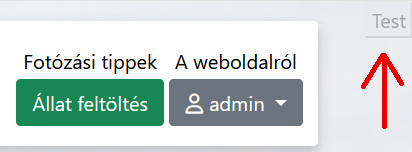 Test
Fotózási tippek A weboldalról
Állat feltöltés admin